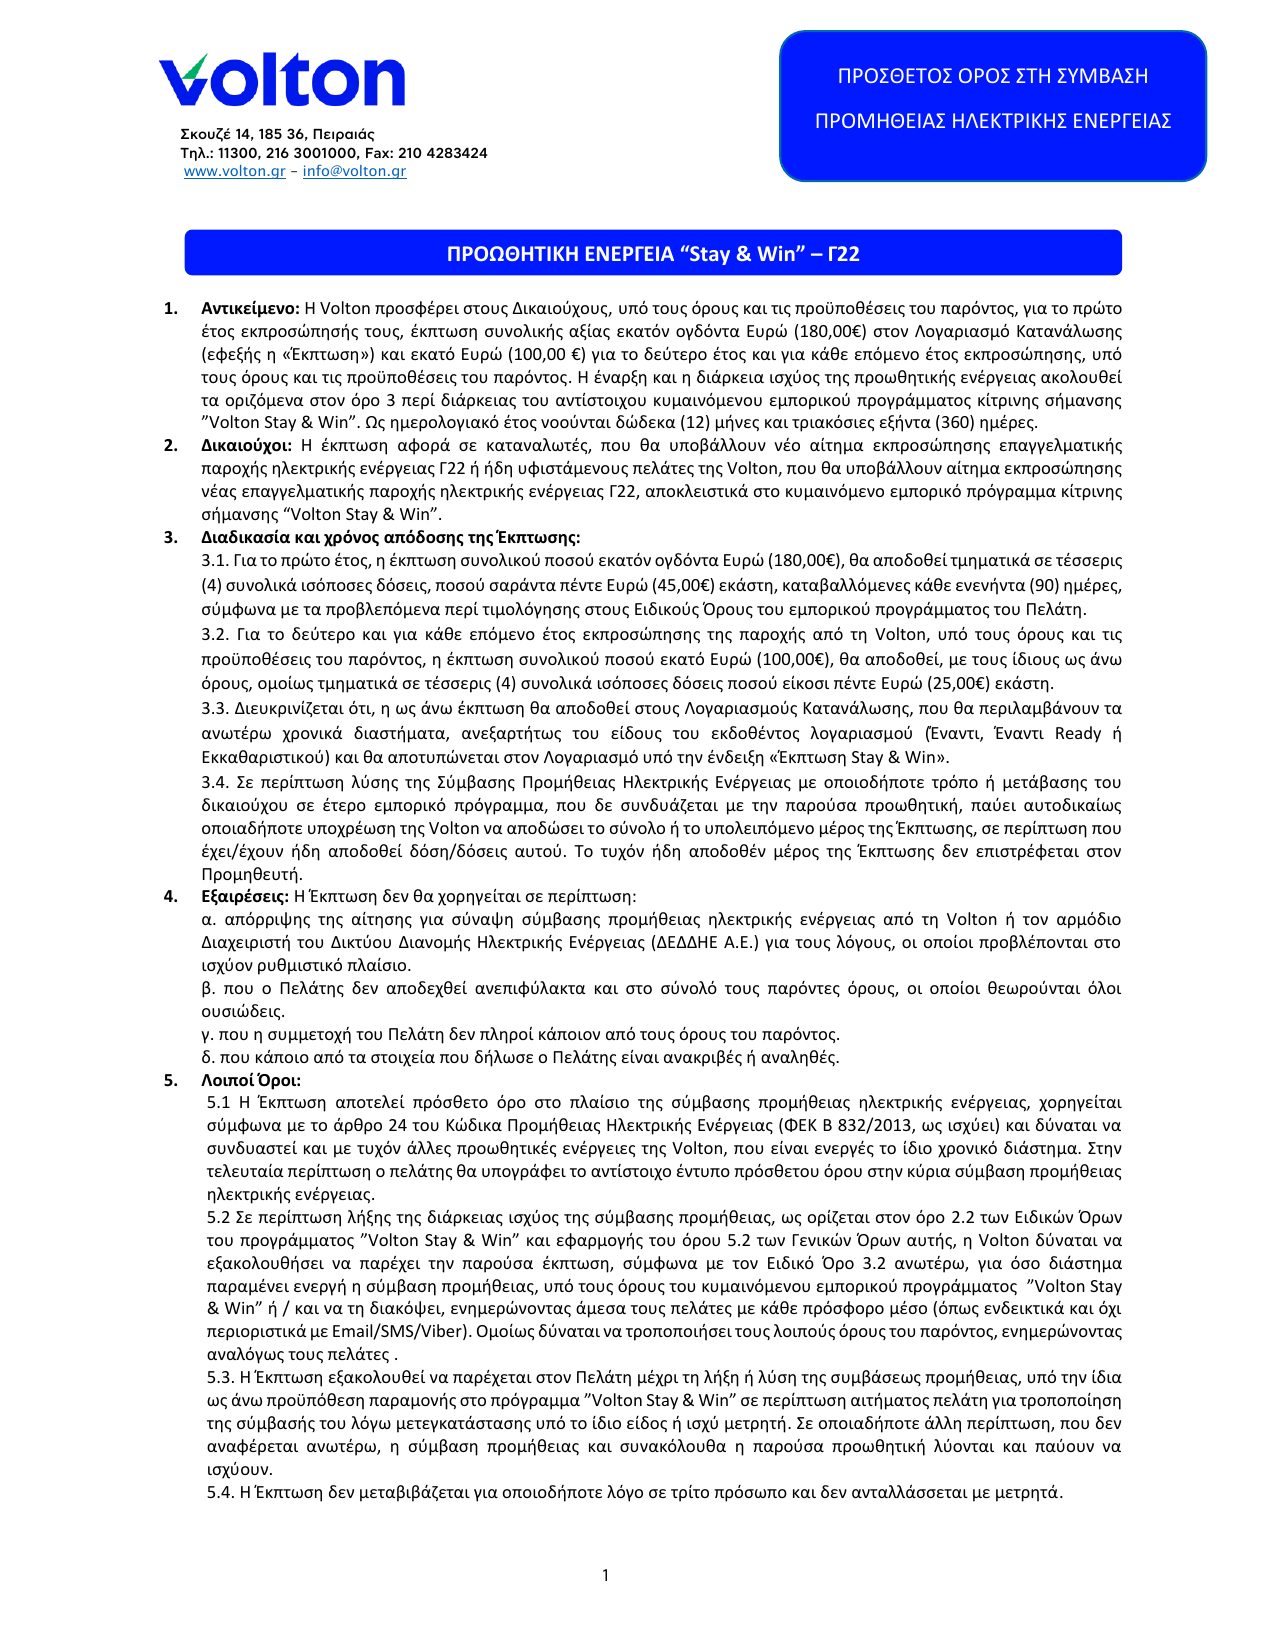 volton
ΠΡΟΣΘΕΤΟΣ ΟΡΟΣ ΣΤΗ ΣΥΜΒΑΣΗ
ΠΡΟΜΗΘΕΙΑΣ ΗΛΕΚΤΡΙΚΗΣ ΕΝΕΡΓΕΙΑΣ
Σκουζέ 14, 185 36, Πειραιάς
Τηλ.: 11300, 216 3001000, Fax: 210 4283424
www.volton.gr – info@volton.gr
ΠΡΟΩΘΗΤΙΚΗ ΕΝΕΡΓΕΙΑ “Stay & Win” – Γ22
1. Αντικείμενο: Η Volton προσφέρει στους Δικαιούχους, υπό τους όρους και τις προϋποθέσεις του παρόντος, για το πρώτο
έτος εκπροσώπησής τους, έκπτωση συνολικής αξίας εκατόν ογδόντα Ευρώ (180,00€) στον Λογαριασμό Κατανάλωσης
(εφεξής η «Έκπτωση») και εκατό Ευρώ (100,00 €) για το δεύτερο έτος και για κάθε επόμενο έτος εκπροσώπησης, υπό
τους όρους και τις προϋποθέσεις του παρόντος. Η έναρξη και η διάρκεια ισχύος της προωθητικής ενέργειας ακολουθεί
τα οριζόμενα στον όρο 3 περί διάρκειας του αντίστοιχου κυμαινόμενου εμπορικού προγράμματος κίτρινης σήμανσης
”Volton Stay & Win”. Ως ημερολογιακό έτος νοούνται δώδεκα (12) μήνες και τριακόσιες εξήντα (360) ημέρες.
2. Δικαιούχοι: Η έκπτωση αφορά σε καταναλωτές, που θα υποβάλλουν νέο αίτημα εκπροσώπησης επαγγελματικής
παροχής ηλεκτρικής ενέργειας Γ22 ή ήδη υφιστάμενους πελάτες της Volton, που θα υποβάλλουν αίτημα εκπροσώπησης
νέας επαγγελματικής παροχής ηλεκτρικής ενέργειας Γ22, αποκλειστικά στο κυμαινόμενο εμπορικό πρόγραμμα κίτρινης
σήμανσης “Volton Stay & Win”.
3. Διαδικασία και χρόνος απόδοσης της Έκπτωσης:
3.1. Για το πρώτο έτος, η έκπτωση συνολικού ποσού εκατόν ογδόντα Ευρώ (180,00€), θα αποδοθεί τμηματικά σε τέσσερις
(4) συνολικά ισόποσες δόσεις, ποσού σαράντα πέντε Ευρώ (45,00€) εκάστη, καταβαλλόμενες κάθε ενενήντα (90) ημέρες,
σύμφωνα με τα προβλεπόμενα περί τιμολόγησης στους Ειδικούς Όρους του εμπορικού προγράμματος του Πελάτη.
3.2. Για το δεύτερο και για κάθε επόμενο έτος εκπροσώπησης της παροχής από τη Volton, υπό τους όρους και τις
προϋποθέσεις του παρόντος, η έκπτωση συνολικού ποσού εκατό Ευρώ (100,00€), θα αποδοθεί, με τους ίδιους ως άνω
όρους, ομοίως τμηματικά σε τέσσερις (4) συνολικά ισόποσες δόσεις ποσού είκοσι πέντε Ευρώ (25,00€) εκάστη.
3.3. Διευκρινίζεται ότι, η ως άνω έκπτωση θα αποδοθεί στους Λογαριασμούς Κατανάλωσης, που θα περιλαμβάνουν τα
ανωτέρω χρονικά διαστήματα, ανεξαρτήτως του είδους του εκδοθέντος λογαριασμού (Έναντι, Έναντι Ready ή
Εκκαθαριστικού) και θα αποτυπώνεται στον Λογαριασμό υπό την ένδειξη «Έκπτωση Stay & Win».
3.4. Σε περίπτωση λύσης της Σύμβασης Προμήθειας Ηλεκτρικής Ενέργειας με οποιοδήποτε τρόπο ή μετάβασης του
δικαιούχου σε έτερο εμπορικό πρόγραμμα, που δε συνδυάζεται με την παρούσα προωθητική, παύει αυτοδικαίως
οποιαδήποτε υποχρέωση της Volton να αποδώσει το σύνολο ή το υπολειπόμενο μέρος της Έκπτωσης, σε περίπτωση που
έχει/έχουν ήδη αποδοθεί δόση/δόσεις αυτού. Το τυχόν ήδη αποδοθέν μέρος της Έκπτωσης δεν επιστρέφεται στον
Προμηθευτή.
4. Εξαιρέσεις: Η Έκπτωση δεν θα χορηγείται σε περίπτωση:
α. απόρριψης της αίτησης για σύναψη σύμβασης προμήθειας ηλεκτρικής ενέργειας από τη Volton ή τον αρμόδιο
Διαχειριστή του Δικτύου Διανομής Ηλεκτρικής Ενέργειας (ΔΕΔΔΗΕ Α.Ε.) για τους λόγους, οι οποίοι προβλέπονται στο
ισχύον ρυθμιστικό πλαίσιο.
β. που ο Πελάτης δεν αποδεχθεί ανεπιφύλακτα και στο σύνολό τους παρόντες όρους, οι οποίοι θεωρούνται όλοι
ουσιώδεις.
γ. που η συμμετοχή του Πελάτη δεν πληροί κάποιον από τους όρους του παρόντος.
δ. που κάποιο από τα στοιχεία που δήλωσε ο Πελάτης είναι ανακριβές ή αναληθές.
5. Λοιποί Όροι:
5.1 Η Έκπτωση αποτελεί πρόσθετο όρο στο πλαίσιο της σύμβασης προμήθειας ηλεκτρικής ενέργειας, χορηγείται
σύμφωνα με το άρθρο 24 του Κώδικα Προμήθειας Ηλεκτρικής Ενέργειας (ΦΕΚ Β 832/2013, ως ισχύει) και δύναται να
συνδυαστεί και με τυχόν άλλες προωθητικές ενέργειες της Volton, που είναι ενεργές το ίδιο χρονικό διάστημα. Στην
τελευταία περίπτωση ο πελάτης θα υπογράφει το αντίστοιχο έντυπο πρόσθετου όρου στην κύρια σύμβαση προμήθειας
ηλεκτρικής ενέργειας.
5.2 Σε περίπτωση λήξης της διάρκειας ισχύος της σύμβασης προμήθειας, ως ορίζεται στον όρο 2.2 των Ειδικών Όρων
του προγράμματος ”Volton Stay & Win” και εφαρμογής του όρου 5.2 των Γενικών Όρων αυτής, η Volton δύναται να
εξακολουθήσει να παρέχει την παρούσα έκπτωση, σύμφωνα με τον Ειδικό Όρο 3.2 ανωτέρω, για όσο διάστημα
παραμένει ενεργή η σύμβαση προμήθειας, υπό τους όρους του κυμαινόμενου εμπορικού προγράμματος ”Volton Stay
& Win” ή / και να τη διακόψει, ενημερώνοντας άμεσα τους πελάτες με κάθε πρόσφορο μέσο (όπως ενδεικτικά και όχι
περιοριστικά με Email/SMS/Viber). Ομοίως δύναται να τροποποιήσει τους λοιπούς όρους του παρόντος, ενημερώνοντας
αναλόγως τους πελάτες .
5.3. Η Έκπτωση εξακολουθεί να παρέχεται στον Πελάτη μέχρι τη λήξη ή λύση της συμβάσεως προμήθειας, υπό την ίδια
ως άνω προϋπόθεση παραμονής στο πρόγραμμα ”Volton Stay & Win” σε περίπτωση αιτήματος πελάτη για τροποποίηση
της σύμβασής του λόγω μετεγκατάστασης υπό το ίδιο είδος ή ισχύ μετρητή. Σε οποιαδήποτε άλλη περίπτωση, που δεν
αναφέρεται ανωτέρω, η σύμβαση προμήθειας και συνακόλουθα η παρούσα προωθητική λύονται και παύουν να
ισχύουν.
5.4. Η Έκπτωση δεν μεταβιβάζεται για οποιοδήποτε λόγο σε τρίτο πρόσωπο και δεν ανταλλάσσεται με μετρητά.
1